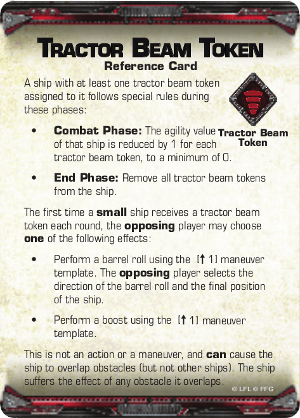 TRACTOR BEAM TOKEN
Reference Card
A ship with at least one tractor beam token
assigned to it follows special rules during
these phases:
• Combat Phase: The agility value
of that ship is reduced by 1 for each
tractor beam token, to a minimum of 0.
Tractor Beam
Token
• End Phase: Remove all tractor beam tokens
from the ship.
The first time a small ship receives a tractor beam
token each round, the opposing player may choose
one of the following effects:
• Perform a barrel roll using the [↑ 1] maneuver
template. The opposing player selects the
direction of the barrel roll and the final position
of the ship.
• Perform a boost using the [↑ 1] maneuver
template.
This is not an action or a maneuver, and can cause the
ship to overlap obstacles (but not other ships). The ship
suffers the effect of any obstacle it overlaps.
© LFL © FFG